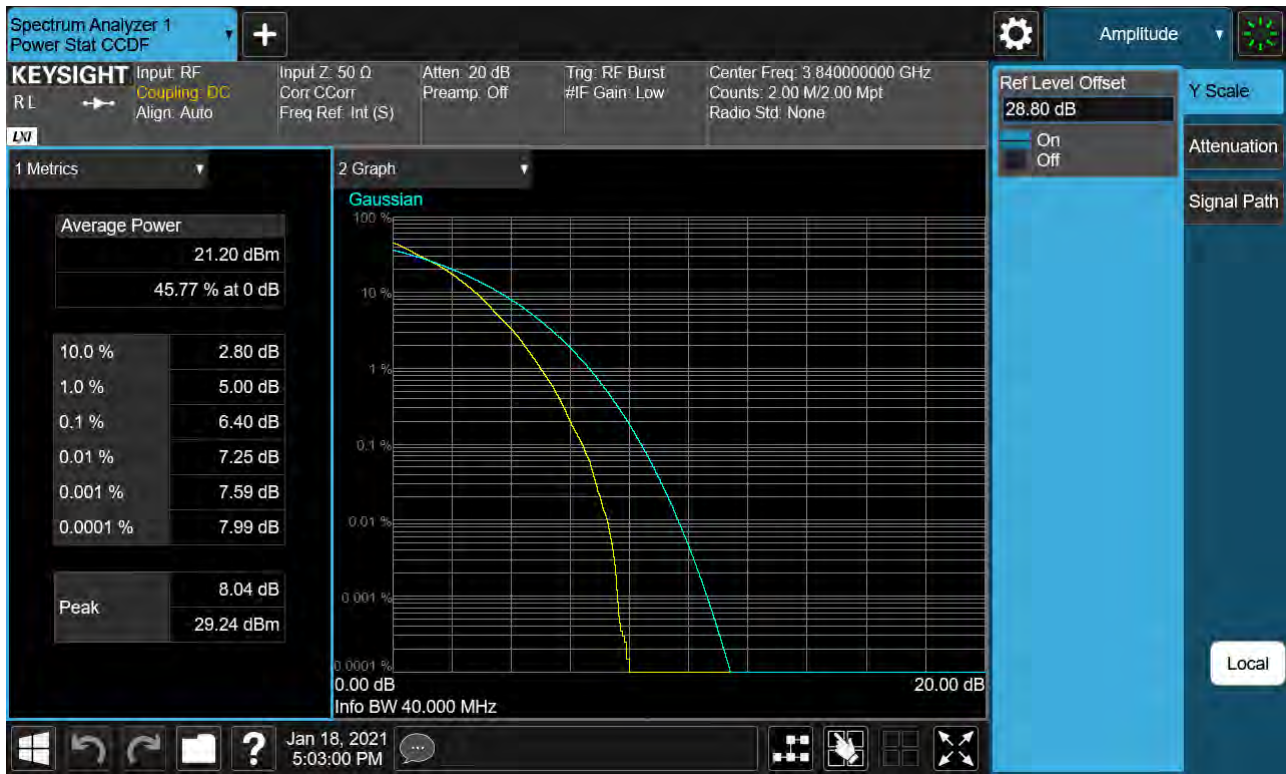 Spectrum Analyzer 1
Power Stat CCDF
+
Amplitude
KEYSIGHT
RL
LXI
Input: RF
Coupling: DC
Align: Auto
Input Z: 50 Ω
Corr CCorr
Freq Ref: Int (S)
Atten: 20 dB
Preamp: Off
Trig: RF Burst
#IF Gain: Low
Center Freq: 3.840000000 GHz
Counts: 2.00 M/2.00 Mpt
Radio Std: None
Ref Level Offset
28.80 dB
On
Off
Y Scale
Attenuation
Signal Path
Local
1 Metrics
Average Power
21.20 dBm
45.77 % at 0 dB
10.0 % 2.80 dB
1.0 % 5.00 dB
0.1 % 6.40 dB
0.01 % 7.25 dB
0.001 % 7.59 dB
0.0001 % 7.99 dB
Peak 8.04 dB
29.24 dBm
2 Graph
Gaussian
100 %
10 %
1 %
0.1 %
0.01 %
0.001 %
0.0001 %
0.00 dB 20.00 dB
Info BW 40.000 MHz
?
Jan 18, 2021
5:03:00 PM